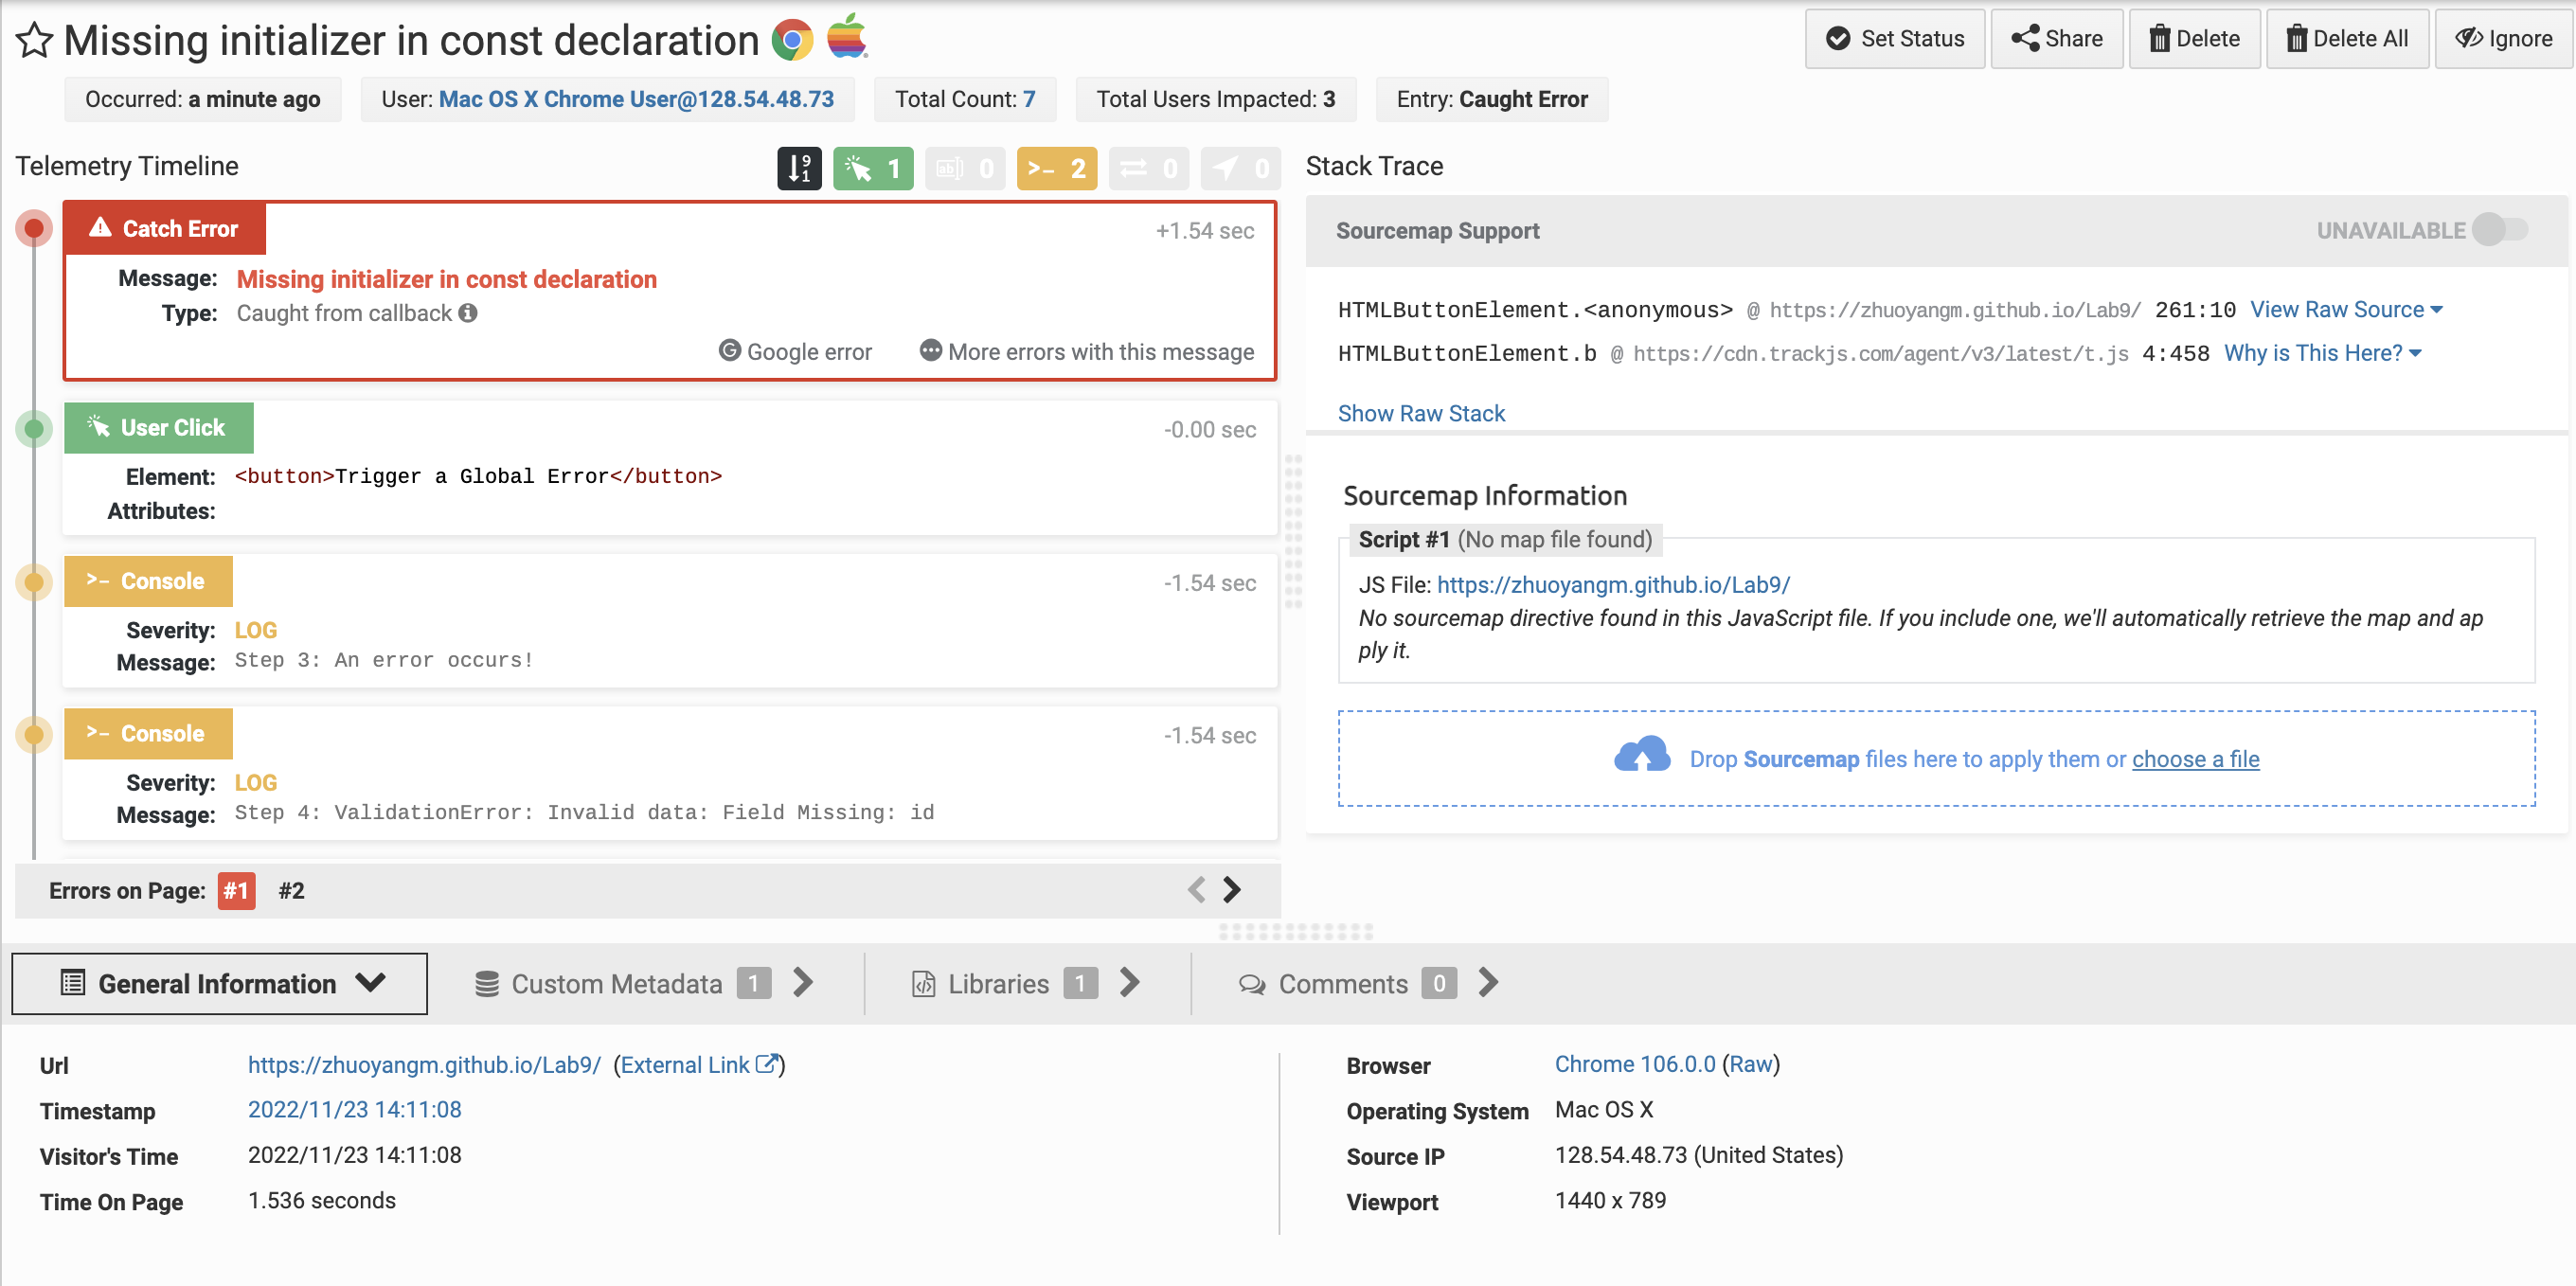 Missing initializer in const declaration
Set Status
Share
Delete
Delete All
Ignore
Occurred: a minute ago
User: Mac OS X Chrome User@128.54.48.73
Total Count: 7
Total Users Impacted: 3
Entry: Caught Error
Telemetry Timeline
9
1
1
ab
0
>- 2
0
0
Catch Error
+1.54 sec
Message: Missing initializer in const declaration
Type: Caught from callback
Google error
More errors with this message
User Click
-0.00 sec
Element: <button>Trigger a Global Error</button>
Attributes:
>- Console
-1.54 sec
Severity: LOG
Message: Step 3: An error occurs!
>- Console
-1.54 sec
Severity: LOG
Message: Step 4: ValidationError: Invalid data: Field Missing: id
Errors on Page: #1 #2
Stack Trace
Sourcemap Support
UNAVAILABLE
HTMLButtonElement.<anonymous> @ https://zhuoyangm.github.io/Lab9/ 261:10 View Raw Source
HTMLButtonElement.b @ https://cdn.trackjs.com/agent/v3/latest/t.js 4:458 Why is This Here?
Show Raw Stack
Sourcemap Information
Script #1 (No map file found)
JS File: https://zhuoyangm.github.io/Lab9/
No sourcemap directive found in this JavaScript file. If you include one, we'll automatically retrieve the map and ap
ply it.
Drop Sourcemap files here to apply them or choose a file
General Information
Custom Metadata 1
Libraries 1
Comments 0
Url https://zhuoyangm.github.io/Lab9/ (External Link)
Timestamp 2022/11/23 14:11:08
Visitor's Time 2022/11/23 14:11:08
Time On Page 1.536 seconds
Browser Chrome 106.0.0 (Raw)
Operating System Mac OS X
Source IP 128.54.48.73 (United States)
Viewport 1440 x 789